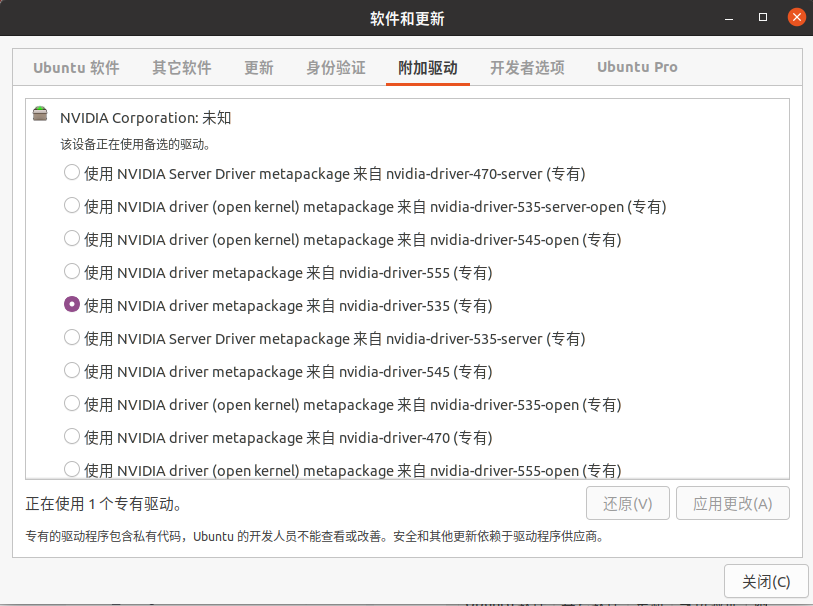 软件和更新
Ubuntu 软件 其它软件 更新 身份验证 附加驱动 开发者选项 Ubuntu Pro
NVIDIA Corporation: 未知
该设备正在使用备选的驱动。
使用 NVIDIA Server Driver metapackage 来自 nvidia-driver-470-server (专有)
使用 NVIDIA driver (open kernel) metapackage 来自 nvidia-driver-535-server-open (专有)
使用 NVIDIA driver (open kernel) metapackage 来自 nvidia-driver-545-open (专有)
使用 NVIDIA driver metapackage 来自 nvidia-driver-555 (专有)
使用 NVIDIA driver metapackage 来自 nvidia-driver-535 (专有)
使用 NVIDIA Server Driver metapackage 来自 nvidia-driver-535-server (专有)
使用 NVIDIA driver metapackage 来自 nvidia-driver-545 (专有)
使用 NVIDIA driver (open kernel) metapackage 来自 nvidia-driver-535-open (专有)
使用 NVIDIA driver metapackage 来自 nvidia-driver-470 (专有)
使用 NVIDIA driver (open kernel) metapackage 来自 nvidia-driver-555-open (专有)
正在使用 1 个专有驱动。
还原(V) 应用更改(A)
专有的驱动程序包含私有代码，Ubuntu 的开发人员不能查看或改善。安全和其他更新依赖于驱动程序供应商。
关闭(C)